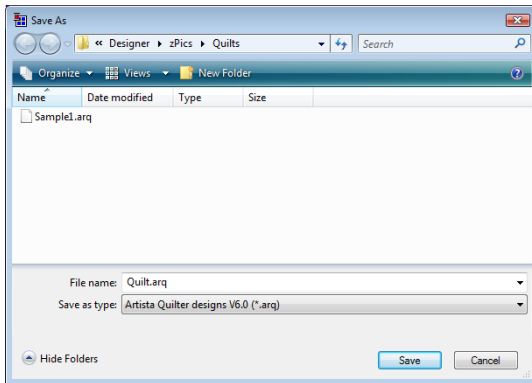 Save As
« Designer ▸ zPics ▸ Quilts Search
Organize Views New Folder
Name Date modified Type Size
Sample1.arq
File name: Quilt.arq
Save as type: Artista Quilter designs V6.0 (*.arq)
Hide Folders Save Cancel